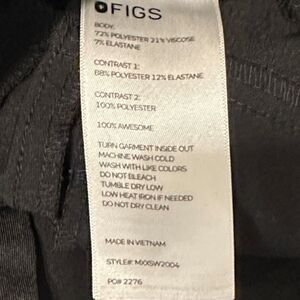 FIGS
BODY:
72% POLYESTER 21% VISCOSE
7% ELASTANE
CONTRAST 1:
88% POLYESTER 12% ELASTANE
CONTRAST 2:
100% POLYESTER
100% AWESOME
TURN GARMENT INSIDE OUT
MACHINE WASH COLD
WASH WITH LIKE COLORS
DO NOT BLEACH
TUMBLE DRY LOW
LOW HEAT IRON IF NEEDED
DO NOT DRY CLEAN
MADE IN VIETNAM
STYLE#: MXXSW2004
PO# 2276